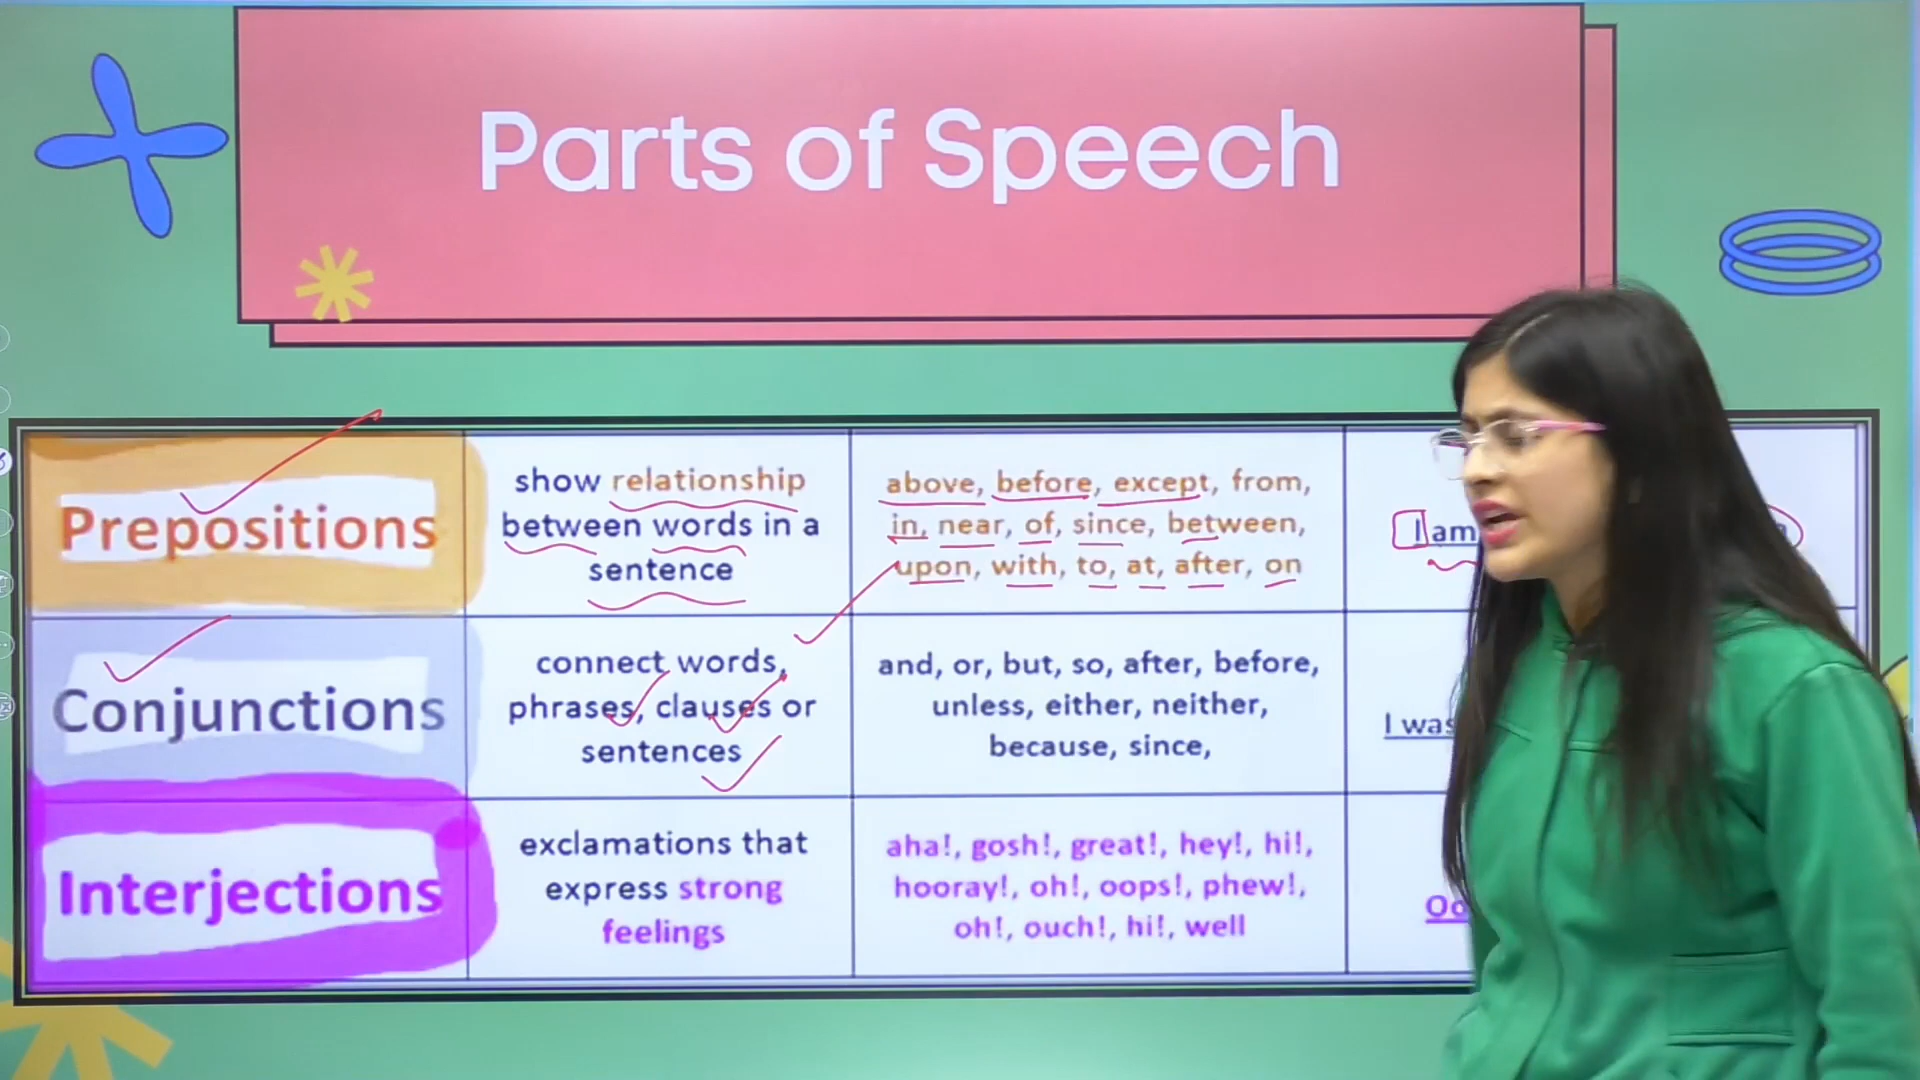 Parts of Speech
Prepositions
show relationship
between words in a
sentence
above, before, except, from,
in, near, of, since, between,
upon, with, to, at, after, on
I am
Conjunctions
connect words,
phrases, clauses or
sentences
and, or, but, so, after, before,
unless, either, neither,
because, since,
I was
Interjections
exclamations that
express strong
feelings
aha!, gosh!, great!, hey!, hi!,
hooray!, oh!, oops!, phew!,
oh!, ouch!, hi!, well